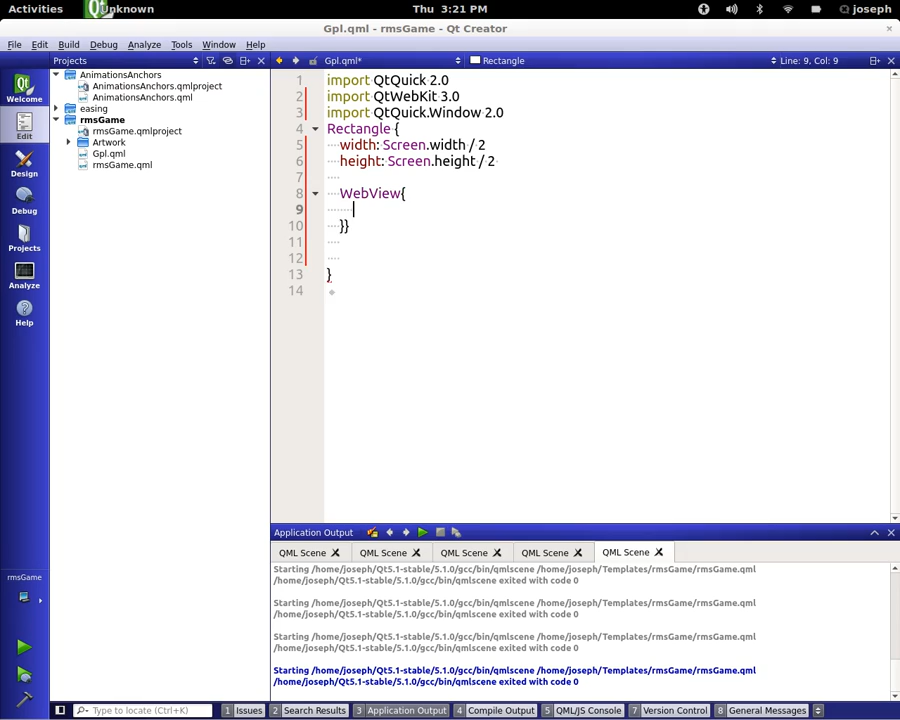 Activities
Unknown
Thu 3:21 PM
joseph
Gpl.qml - rmsGame - Qt Creator
File Edit Build Debug Analyze Tools Window Help
Projects
Gpl.qml*
Rectangle
Line: 9, Col: 9
Welcome
Edit
Design
Debug
Projects
Analyze
Help
rmsGame
AnimationsAnchors
AnimationsAnchors.qmlproject
AnimationsAnchors.qml
easing
rmsGame
rmsGame.qmlproject
Artwork
Gpl.qml
rmsGame.qml
1 import QtQuick 2.0
2 import QtWebKit 3.0
3 import QtQuick.Window 2.0
4 Rectangle {
5 width: Screen.width / 2
6 height: Screen.height / 2
7
8 WebView{
9
10 }}
11
12
13 }
14
Application Output
QML Scene QML Scene QML Scene QML Scene QML Scene
Starting /home/joseph/Qt5.1-stable/5.1.0/gcc/bin/qmlscene /home/joseph/Templates/rmsGame/rmsGame.qml
/home/joseph/Qt5.1-stable/5.1.0/gcc/bin/qmlscene exited with code 0
Starting /home/joseph/Qt5.1-stable/5.1.0/gcc/bin/qmlscene /home/joseph/Templates/rmsGame/rmsGame.qml
/home/joseph/Qt5.1-stable/5.1.0/gcc/bin/qmlscene exited with code 0
Starting /home/joseph/Qt5.1-stable/5.1.0/gcc/bin/qmlscene /home/joseph/Templates/rmsGame/rmsGame.qml
/home/joseph/Qt5.1-stable/5.1.0/gcc/bin/qmlscene exited with code 0
Starting /home/joseph/Qt5.1-stable/5.1.0/gcc/bin/qmlscene /home/joseph/Templates/rmsGame/rmsGame.qml
/home/joseph/Qt5.1-stable/5.1.0/gcc/bin/qmlscene exited with code 0
Type to locate (Ctrl+K)
1 Issues 2 Search Results 3 Application Output 4 Compile Output 5 QML/JS Console 7 Version Control 8 General Messages